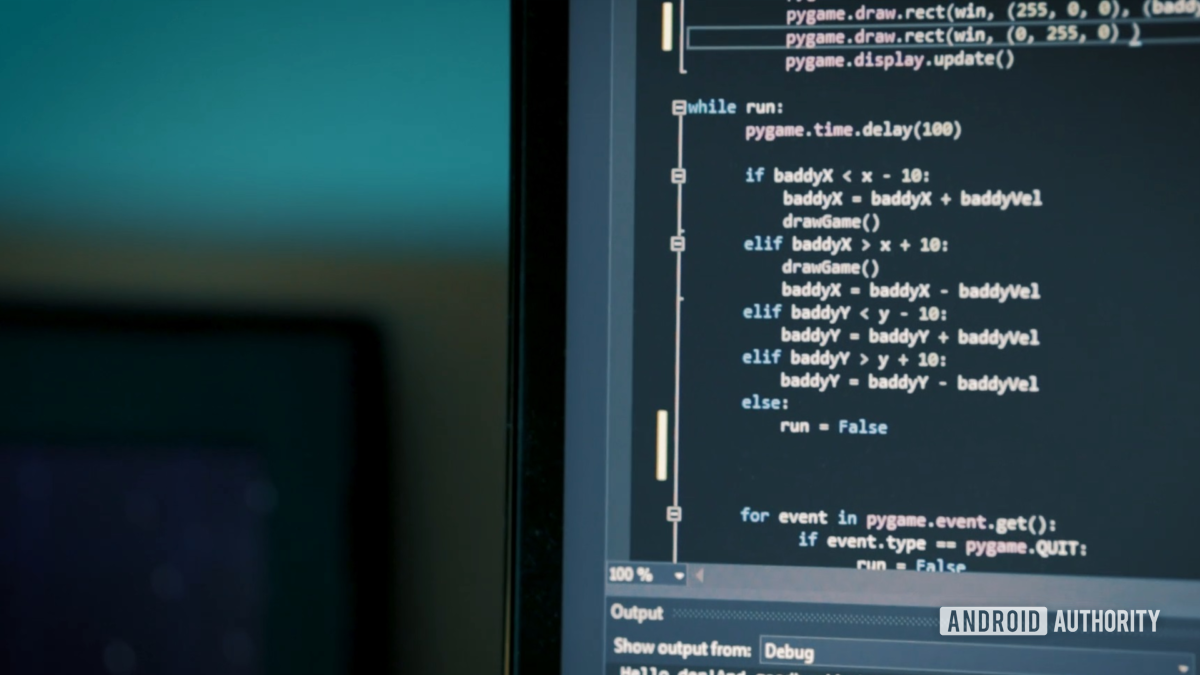 pygame.draw.rect(win, (255, 0, 0), (baddy
pygame.draw.rect(win, (0, 255, 0) )
pygame.display.update()
while run:
pygame.time.delay(100)
if baddyX < x - 10:
baddyX = baddyX + baddyVel
drawGame()
elif baddyX > x + 10:
drawGame()
baddyX = baddyX - baddyVel
elif baddyY < y - 10:
baddyY = baddyY + baddyVel
elif baddyY > y + 10:
baddyY = baddyY - baddyVel
else:
run = False
for event in pygame.event.get():
if event.type == pygame.QUIT:
run = False
100 %
Output
Show output from: Debug
ANDROID AUTHORITY